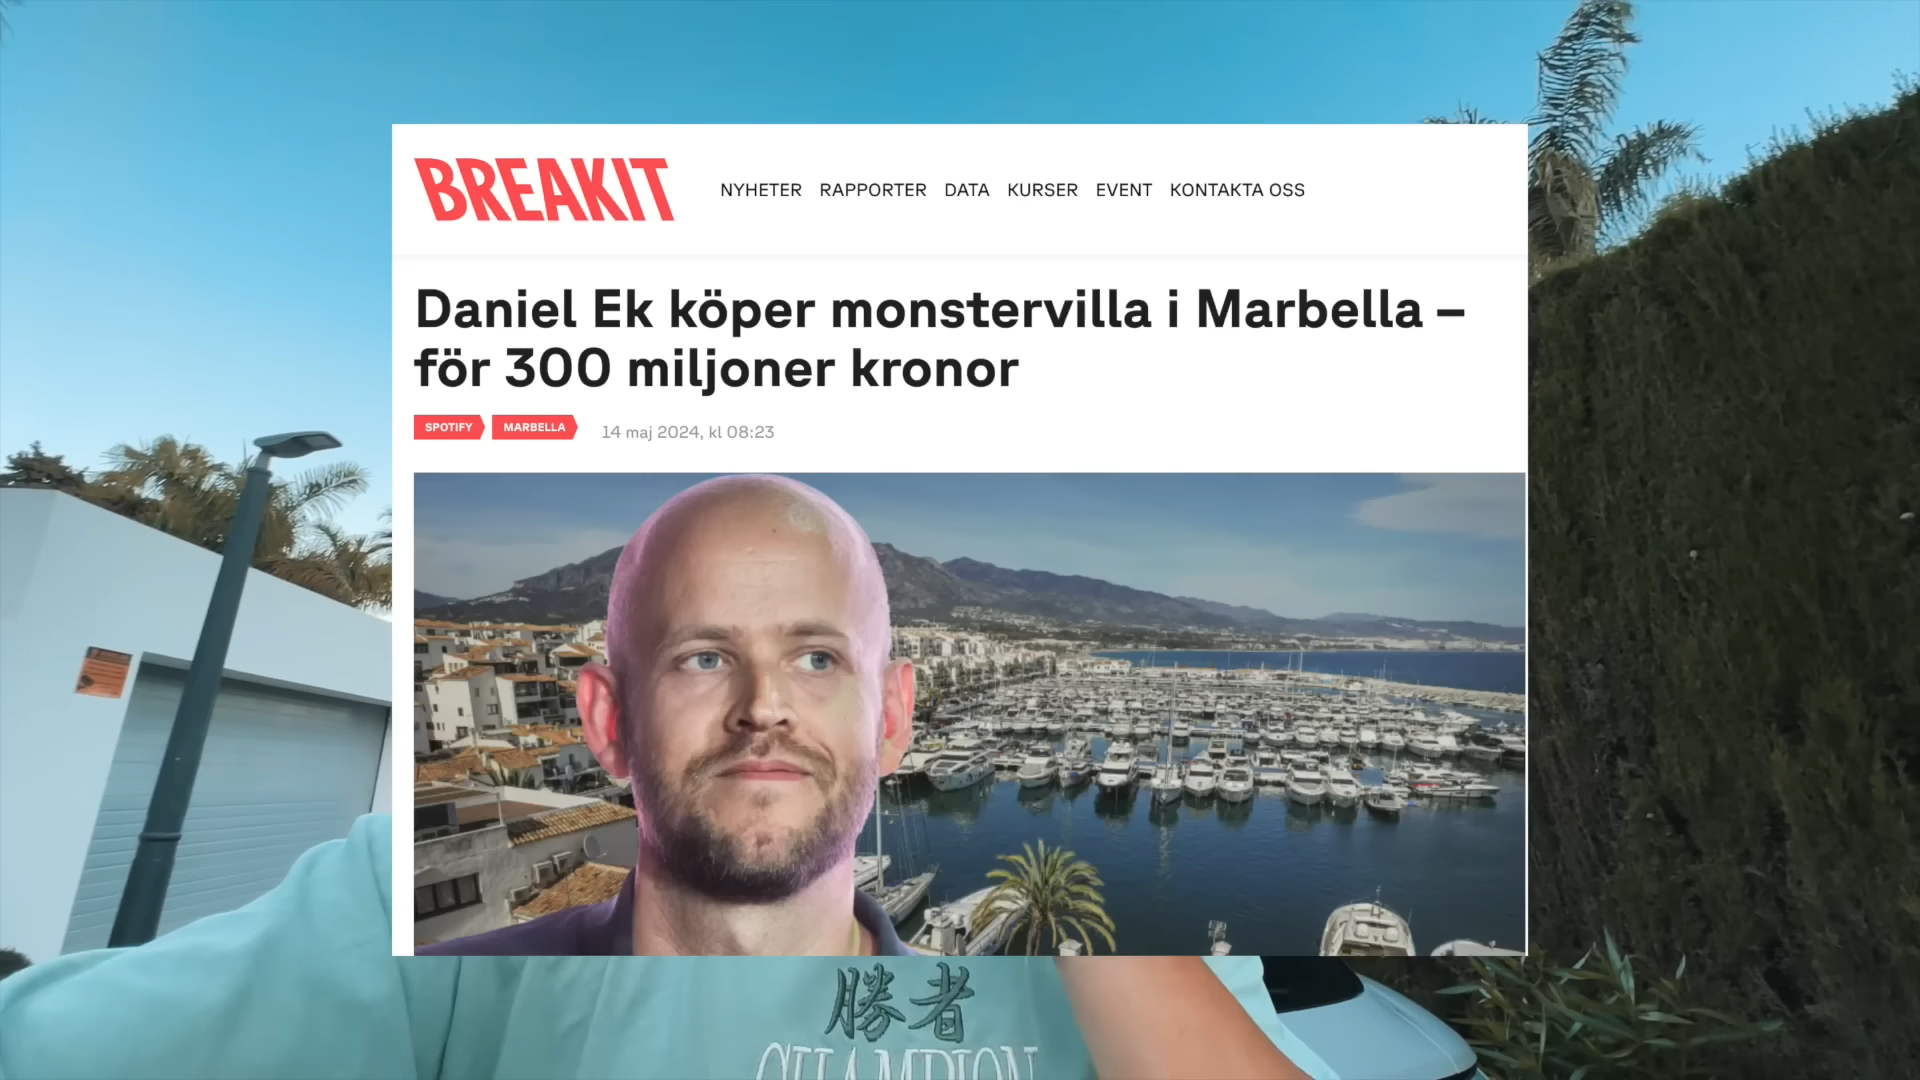 BREAKIT
NYHETER RAPPORTER DATA KURSER EVENT KONTAKTA OSS
Daniel Ek köper monstervilla i Marbella –
för 300 miljoner kronor
SPOTIFY MARBELLA 14 maj 2024, kl 08:23
勝者
CHAMPION